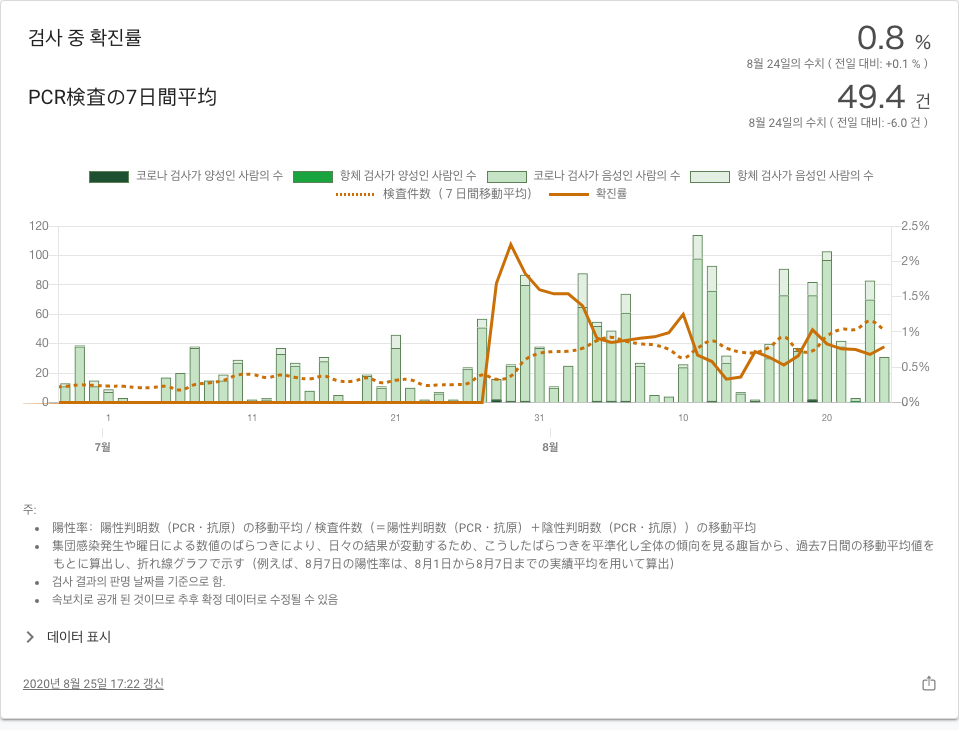 검사 중 확진률
0.8 %
8월 24일의 수치 ( 전일 대비: +0.1 % )
PCR検査の7日間平均
49.4 건
8월 24일의 수치 ( 전일 대비: -6.0 건 )
코로나 검사가 양성인 사람의 수 항체 검사가 양성인 사람인 수 코로나 검사가 음성인 사람의 수 항체 검사가 음성인 사람의 수
検査件数（７日間移動平均） 확진률
120 2.5%
100 2%
80 1.5%
60 1%
40 0.5%
20 0%
0
1 11 21 31 10 20
7월 8월
주:
陽性率：陽性判明数（PCR・抗原）の移動平均 / 検査件数（＝陽性判明数（PCR・抗原）＋陰性判明数（PCR・抗原））の移動平均
集団感染発生や曜日による数値のばらつきにより、日々の結果が変動するため、こうしたばらつきを平準化し全体の傾向を見る趣旨から、過去7日間の移動平均値を
もとに算出し、折れ線グラフで示す（例えば、8月7日の陽性率は、8月1日から8月7日までの実績平均を用いて算出）
검사 결과의 판명 날짜를 기준으로 함.
속보치로 공개 된 것이므로 추후 확정 데이터로 수정될 수 있음
데이터 표시
2020년 8월 25일 17:22 갱신